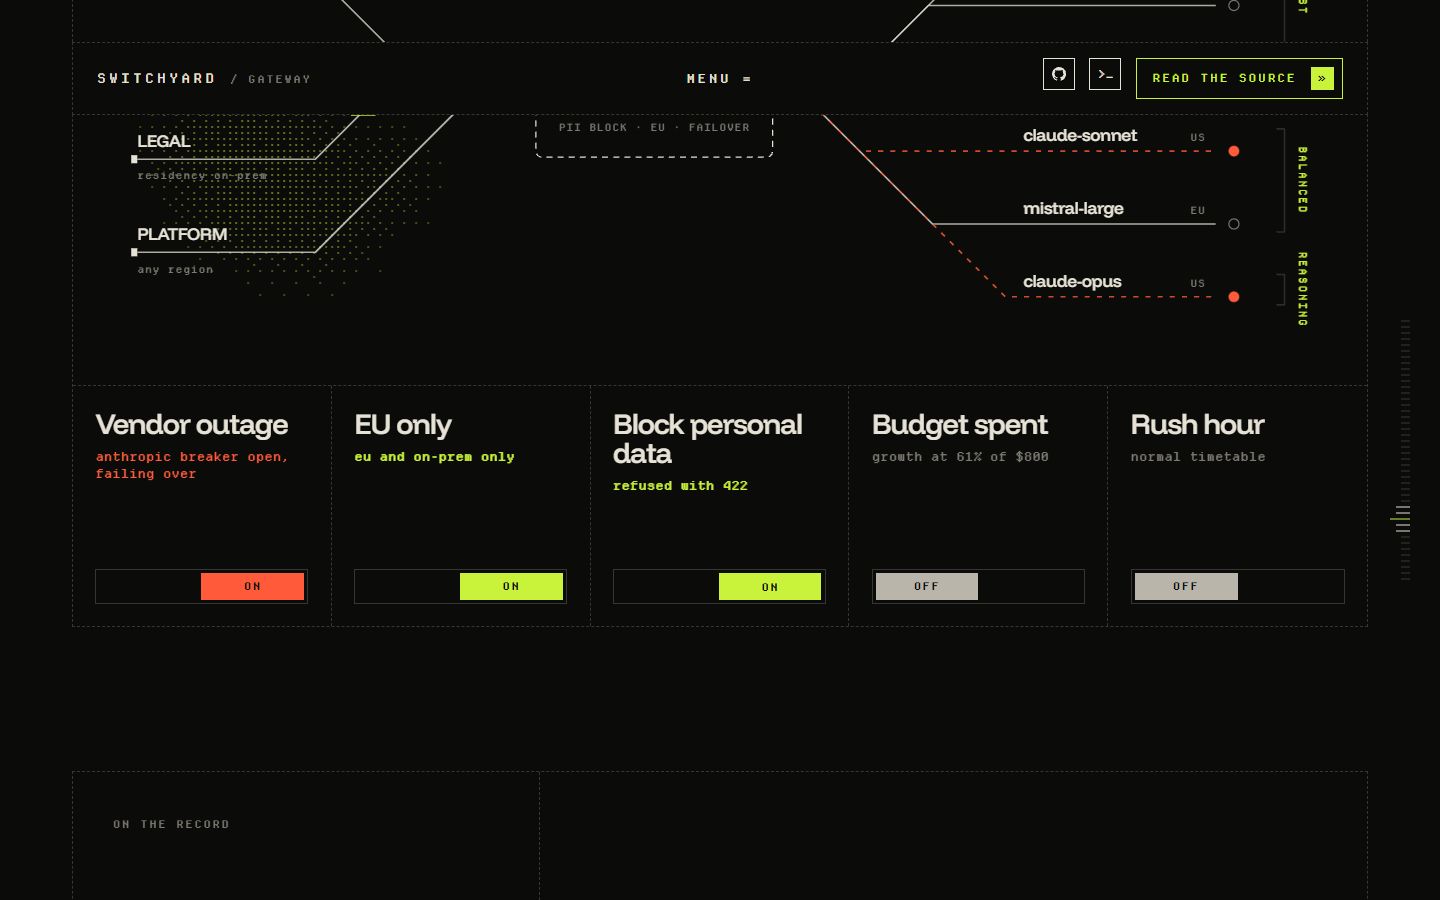 SWITCHYARD / GATEWAY
MENU =
READ THE SOURCE »
LEGAL
residency on-prem
PLATFORM
any region
PII BLOCK · EU · FAILOVER
claude-sonnet US
mistral-large EU
claude-opus US
BALANCED
REASONING
Vendor outage
anthropic breaker open,
failing over
ON
EU only
eu and on-prem only
ON
Block personal
data
refused with 422
ON
Budget spent
growth at 61% of $800
OFF
Rush hour
normal timetable
OFF
ON THE RECORD